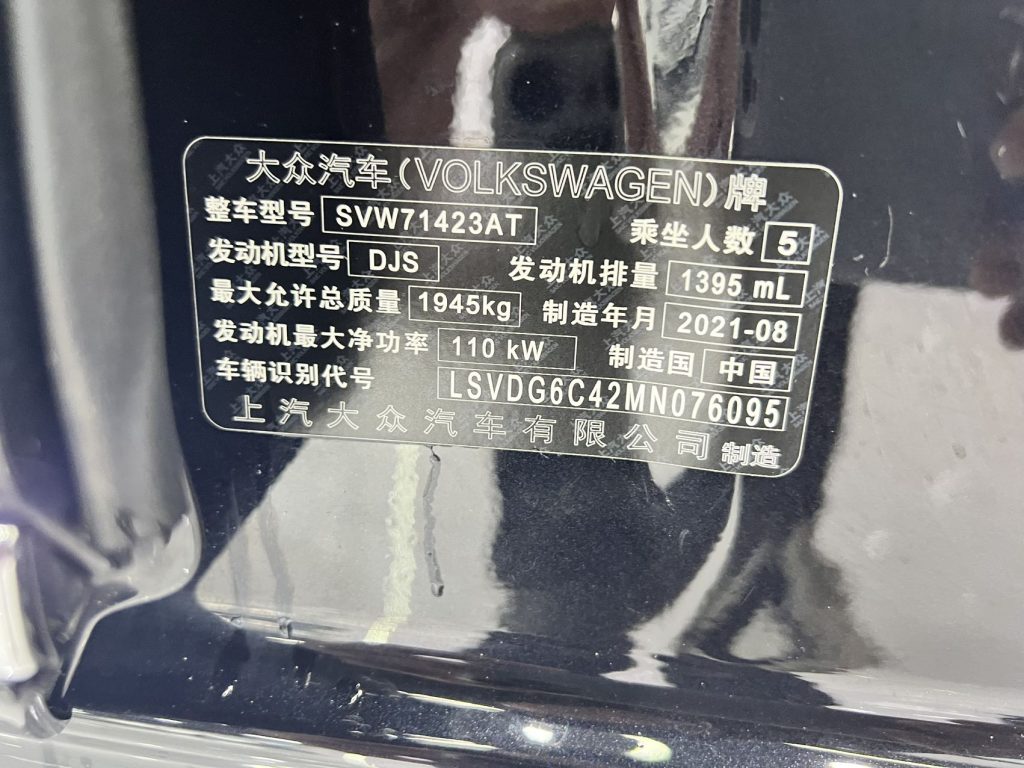 大众汽车(VOLKSWAGEN)牌
整车型号 SVW71423AT 乘坐人数 5
发动机型号 DJS 发动机排量 1395 mL
最大允许总质量 1945kg 制造年月 2021-08
发动机最大净功率 110 kW 制造国 中国
车辆识别代号 LSVDG6C42MN076095
上汽大众汽车有限公司 制造